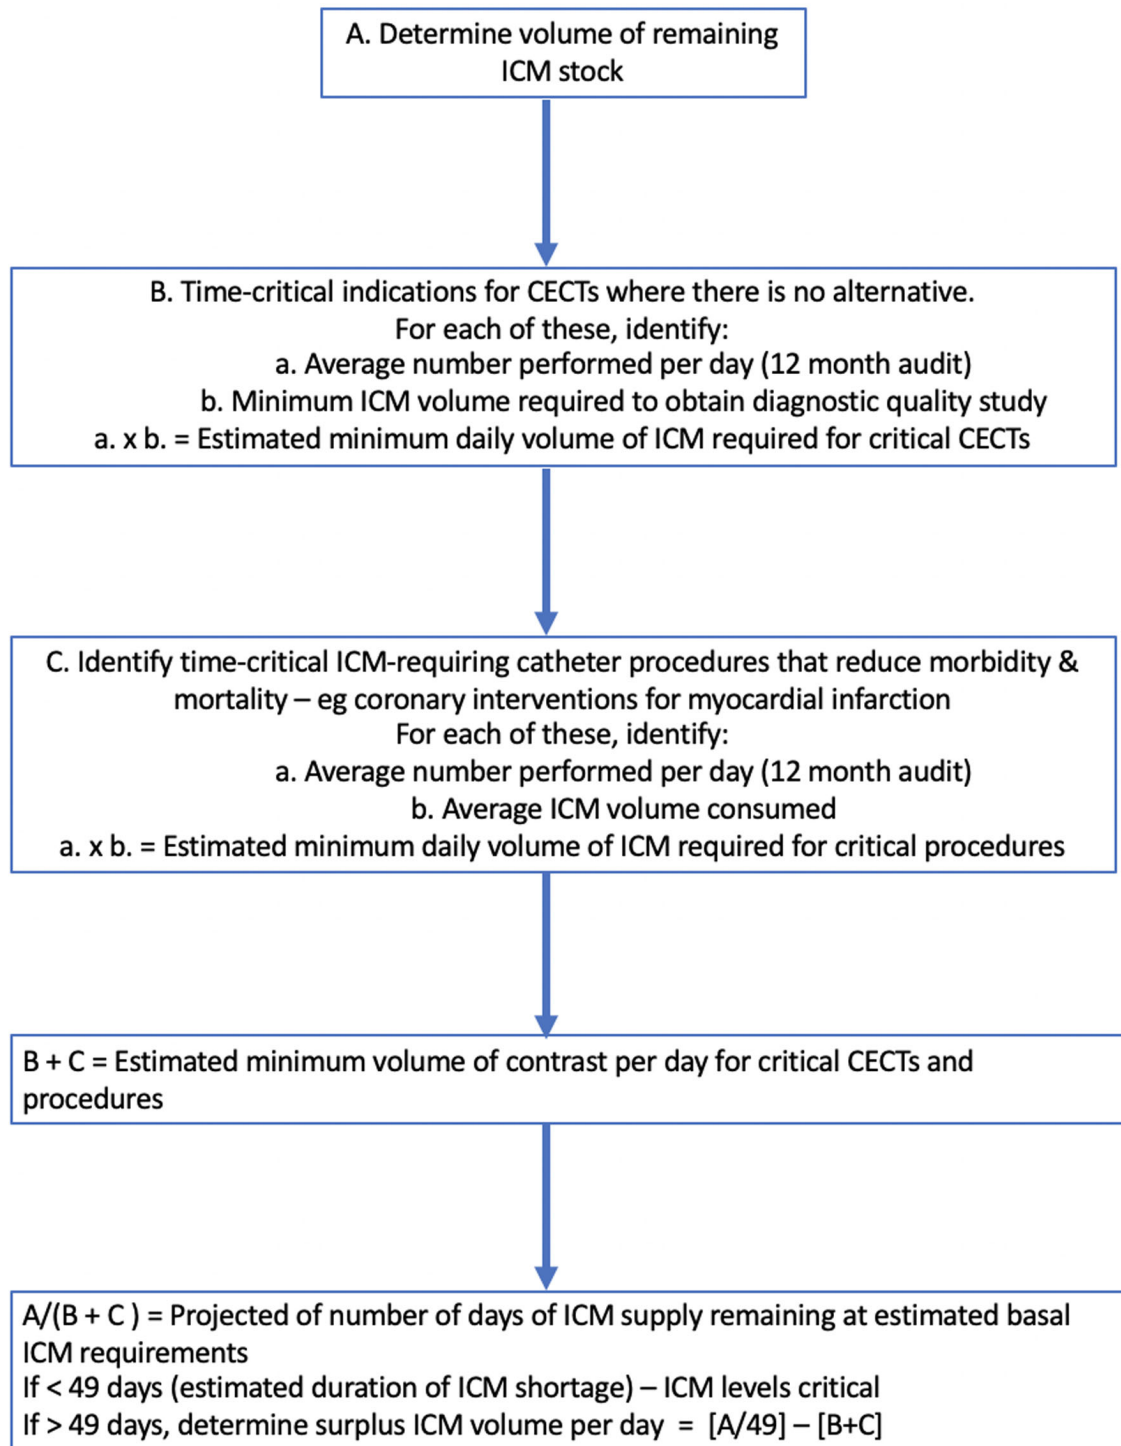 A. Determine volume of remaining
ICM stock
B. Time-critical indications for CECTs where there is no alternative.
For each of these, identify:
a. Average number performed per day (12 month audit)
b. Minimum ICM volume required to obtain diagnostic quality study
a. x b. = Estimated minimum daily volume of ICM required for critical CECTs
C. Identify time-critical ICM-requiring catheter procedures that reduce morbidity &
mortality – eg coronary interventions for myocardial infarction
For each of these, identify:
a. Average number performed per day (12 month audit)
b. Average ICM volume consumed
a. x b. = Estimated minimum daily volume of ICM required for critical procedures
B + C = Estimated minimum volume of contrast per day for critical CECTs and
procedures
A/(B + C ) = Projected of number of days of ICM supply remaining at estimated basal
ICM requirements
If < 49 days (estimated duration of ICM shortage) – ICM levels critical
If > 49 days, determine surplus ICM volume per day = [A/49] – [B+C]